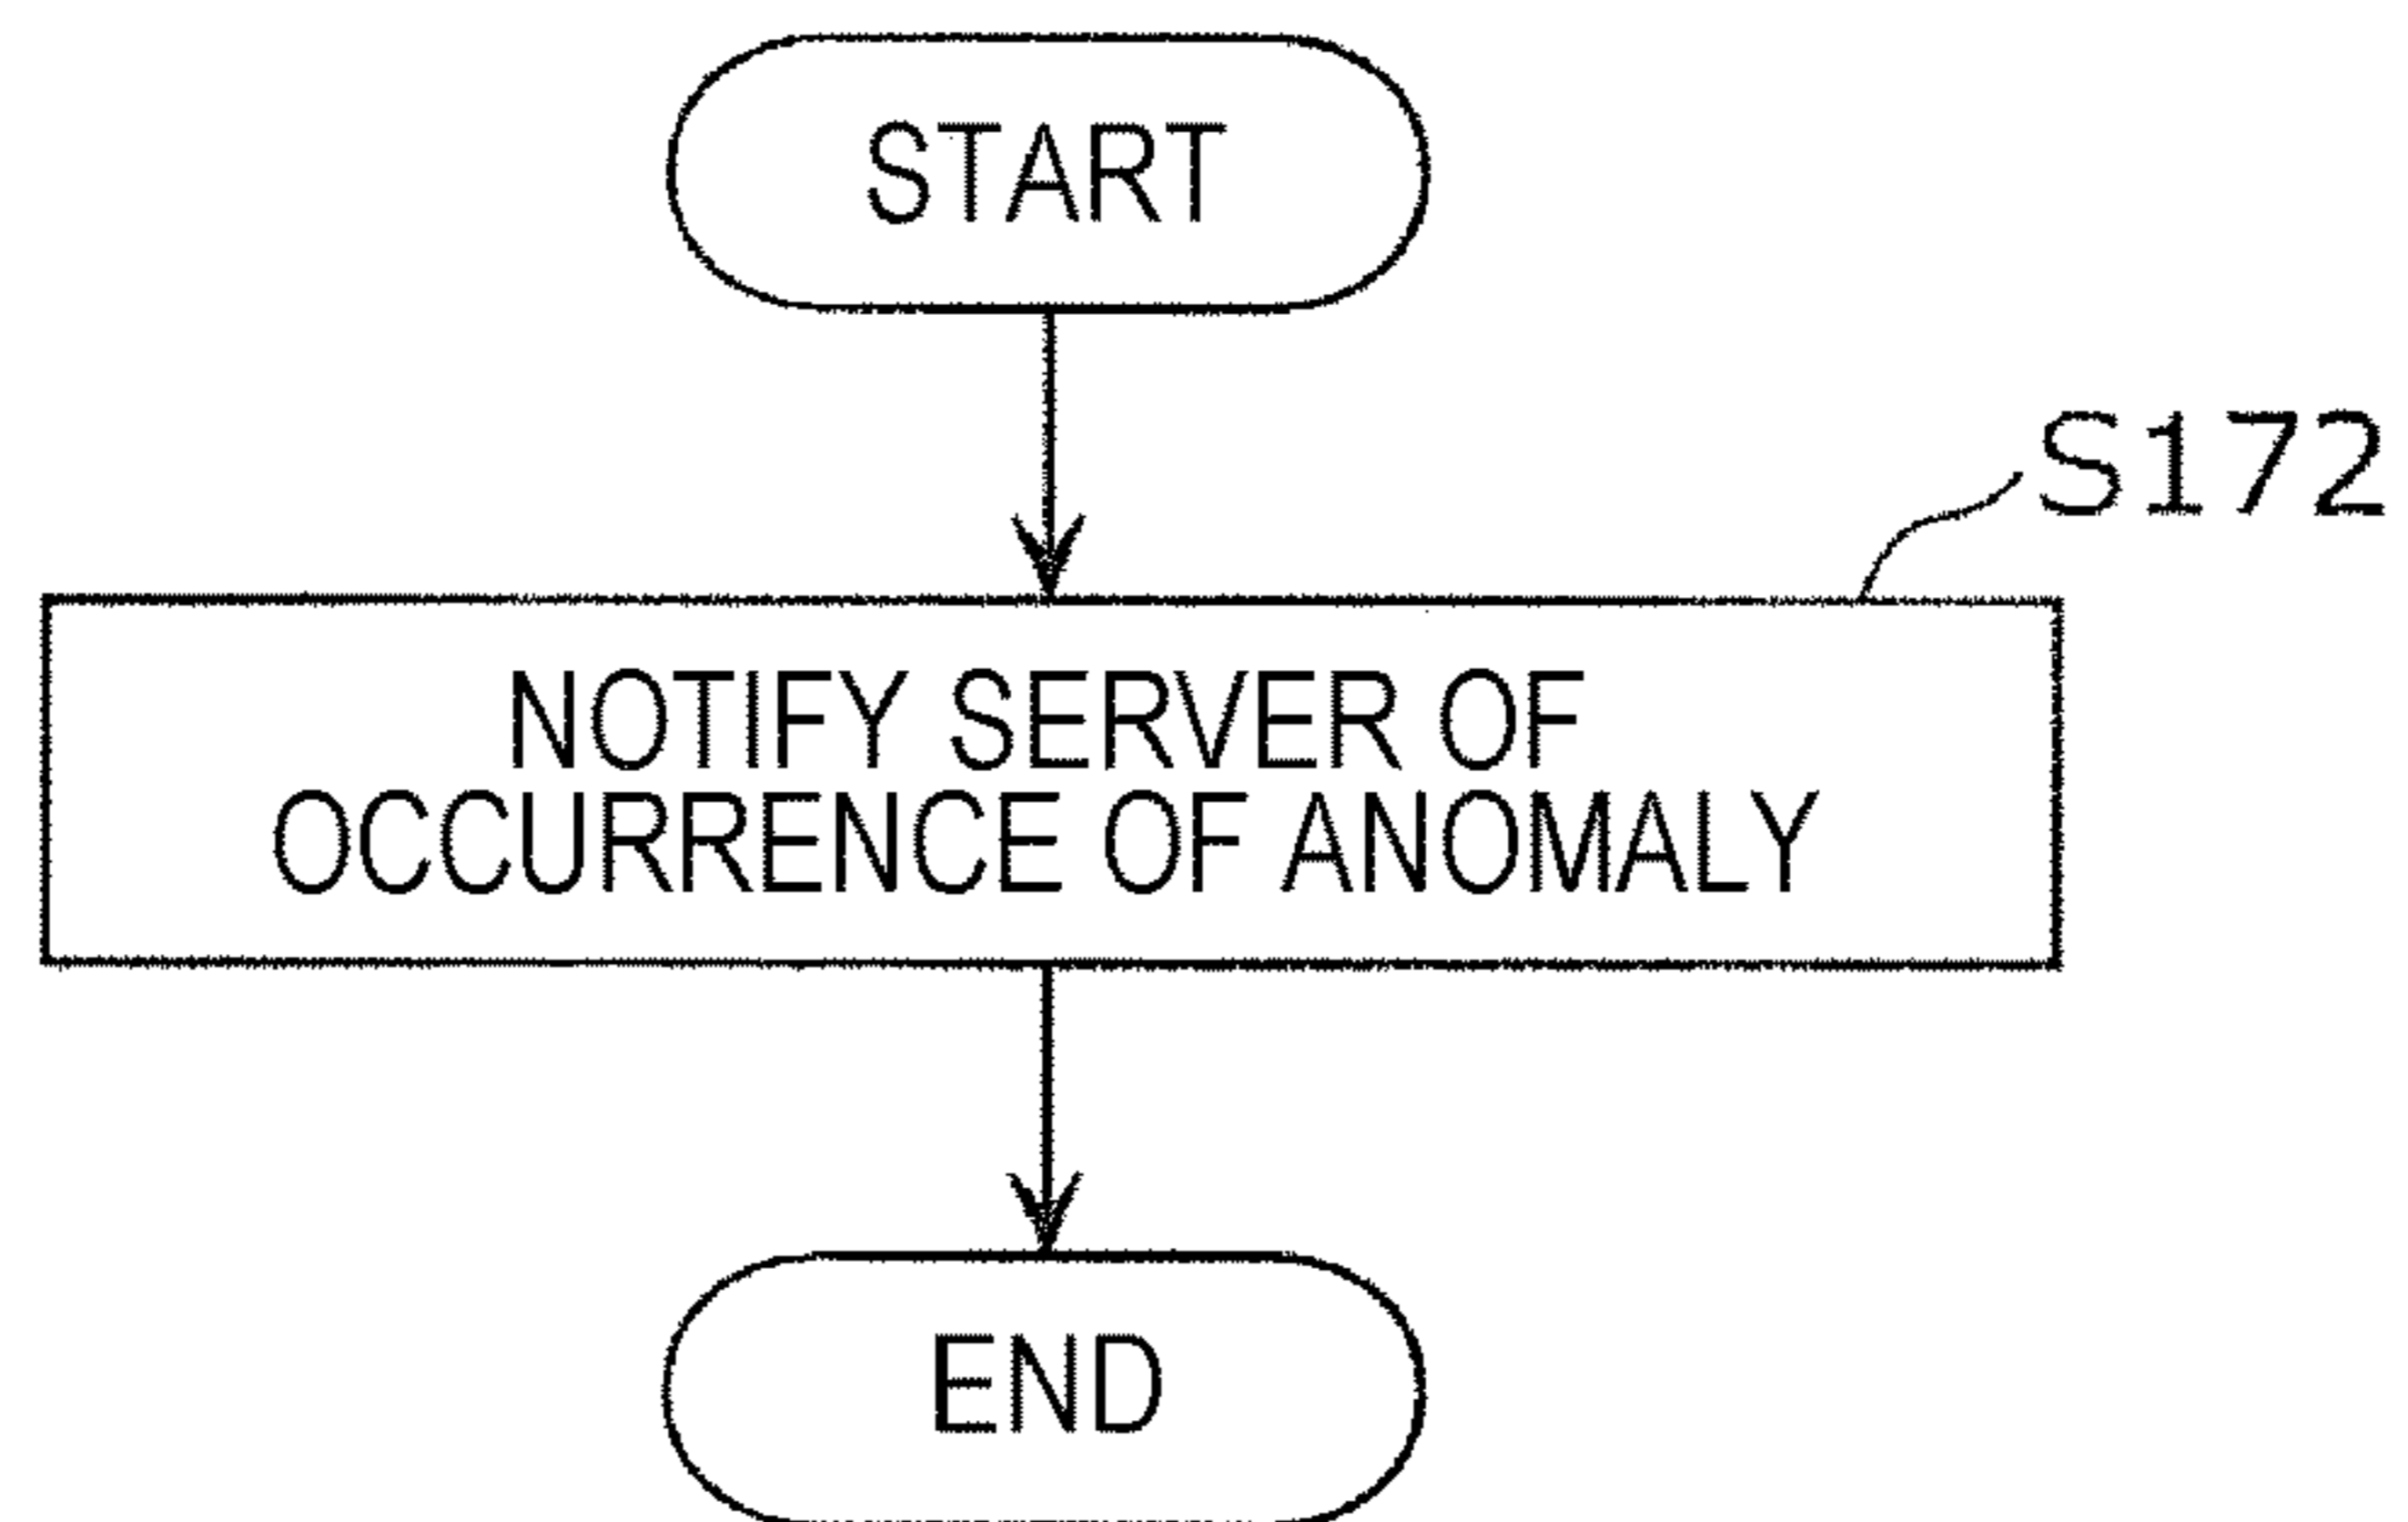 START
S172
NOTIFY SERVER OF
OCCURRENCE OF ANOMALY
END